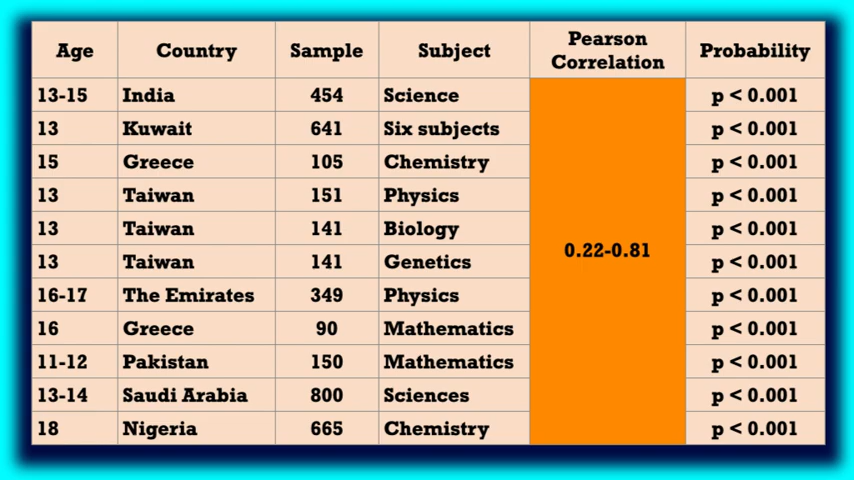 Age Country Sample Subject Pearson Correlation Probability
13-15 India 454 Science p < 0.001
13 Kuwait 641 Six subjects p < 0.001
15 Greece 105 Chemistry p < 0.001
13 Taiwan 151 Physics p < 0.001
13 Taiwan 141 Biology p < 0.001
0.22-0.81
13 Taiwan 141 Genetics p < 0.001
16-17 The Emirates 349 Physics p < 0.001
16 Greece 90 Mathematics p < 0.001
11-12 Pakistan 150 Mathematics p < 0.001
13-14 Saudi Arabia 800 Sciences p < 0.001
18 Nigeria 665 Chemistry p < 0.001